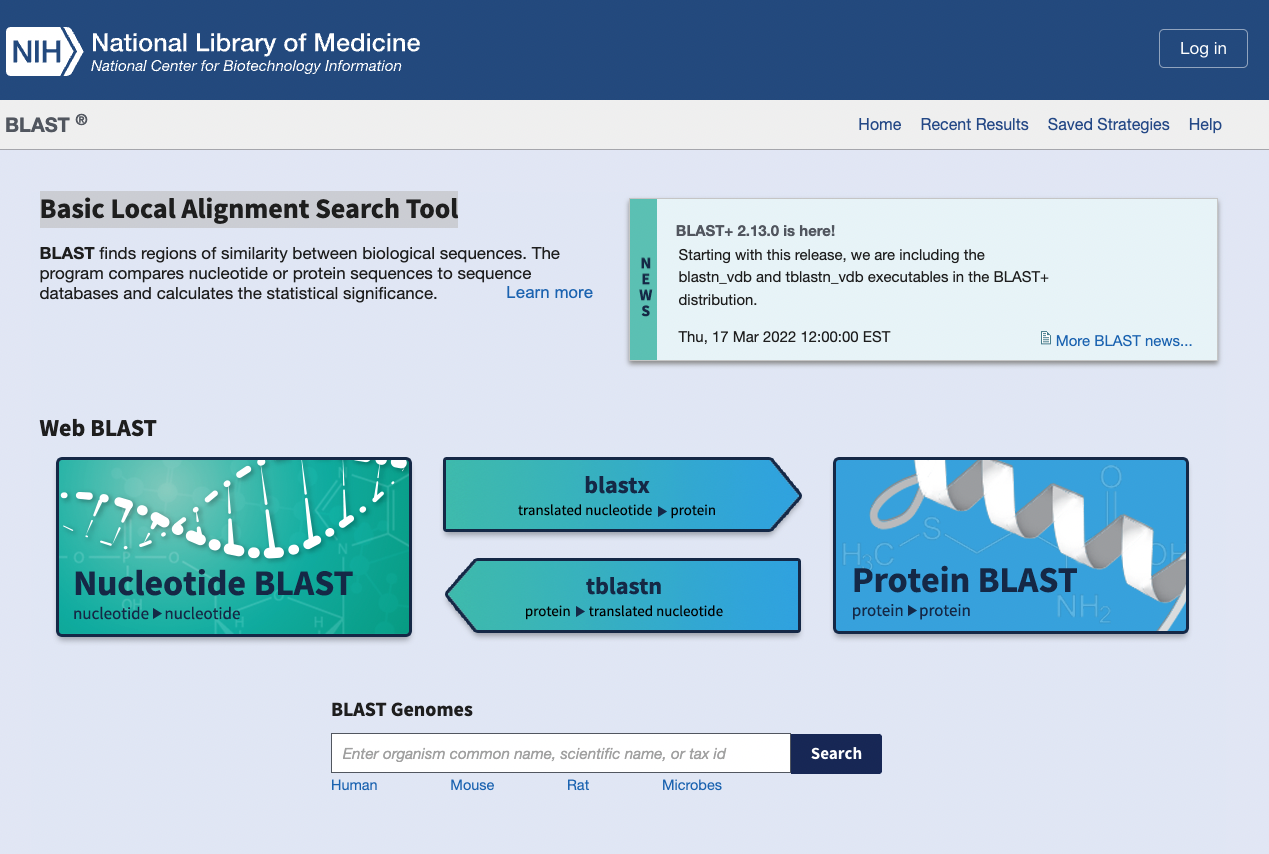 NIH
National Library of Medicine
National Center for Biotechnology Information
Log in
BLAST ®
Home Recent Results Saved Strategies Help
Basic Local Alignment Search Tool
BLAST finds regions of similarity between biological sequences. The
program compares nucleotide or protein sequences to sequence
databases and calculates the statistical significance. Learn more
NEWS
BLAST+ 2.13.0 is here!
Starting with this release, we are including the
blastn_vdb and tblastn_vdb executables in the BLAST+
distribution.
Thu, 17 Mar 2022 12:00:00 EST
More BLAST news...
Web BLAST
O P O
OH
N
H
H
Nucleotide BLAST
nucleotide ▶ nucleotide
blastx
translated nucleotide ▶ protein
tblastn
protein ▶ translated nucleotide
O
S
H₃C
OH
NH₂
Protein BLAST
protein ▶ protein
BLAST Genomes
Enter organism common name, scientific name, or tax id
Search
Human Mouse Rat Microbes